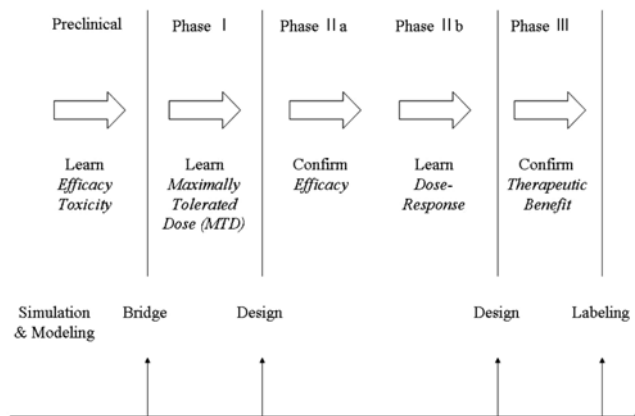 Preclinical Phase Ⅰ Phase Ⅱa Phase Ⅱb Phase Ⅲ
Learn Learn Confirm Learn Confirm
Efficacy Maximally Efficacy Dose- Therapeutic
Toxicity Tolerated Response Benefit
Dose (MTD)
Simulation Bridge Design Design Labeling
& Modeling